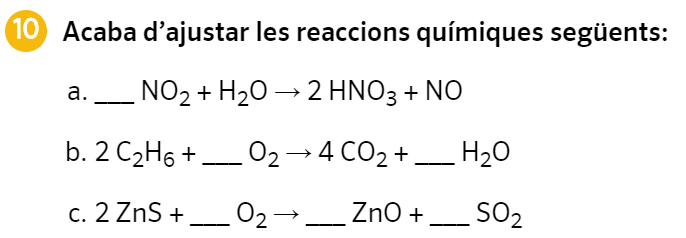 10 Acaba d’ajustar les reaccions químiques següents:
a. ___ NO₂ + H₂O → 2 HNO₃ + NO
b. 2 C₂H₆ + ___ O₂ → 4 CO₂ + ___ H₂O
c. 2 ZnS + ___ O₂ → ___ ZnO + ___ SO₂